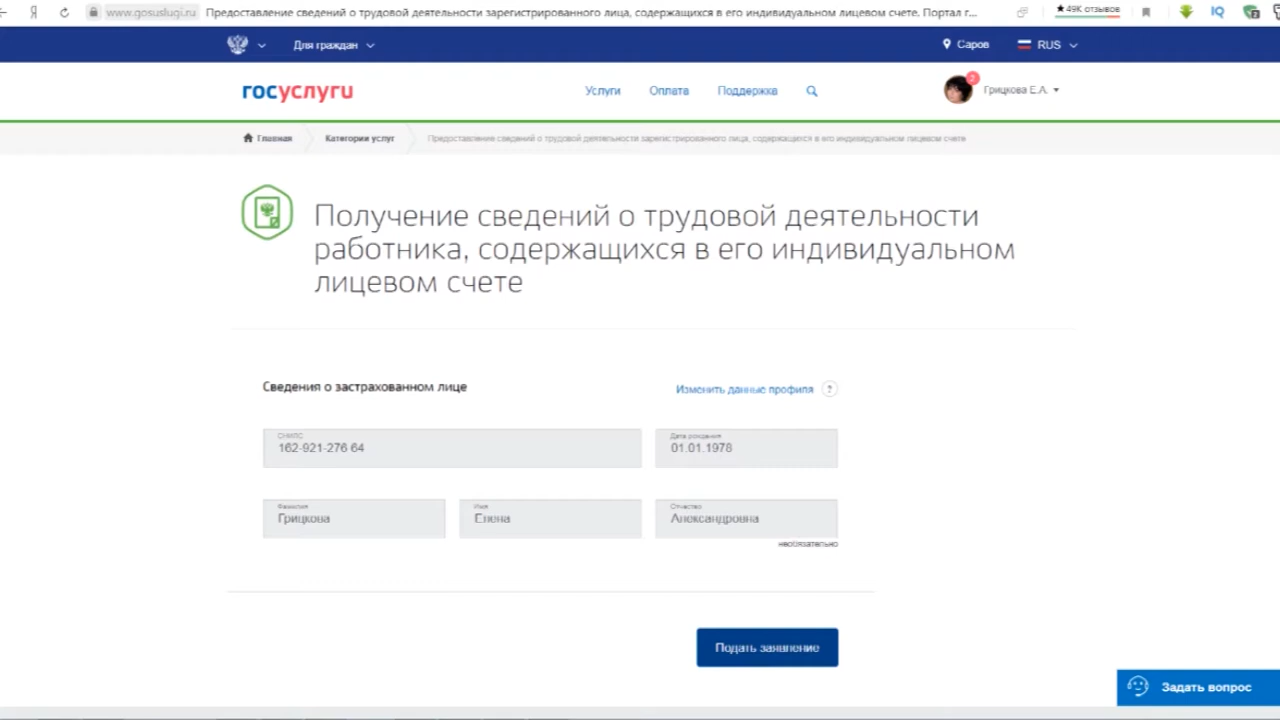 www.gosuslugi.ru Предоставление сведений о трудовой деятельности зарегистрированного лица, содержащихся в его индивидуальном лицевом счете. Портал г... ★49K отзывов IQ
Для граждан Саров RUS
госуслуги Услуги Оплата Поддержка 2 Грицкова Е.А.
Главная Категории услуг Предоставление сведений о трудовой деятельности зарегистрированного лица, содержащихся в его индивидуальном лицевом счете
Получение сведений о трудовой деятельности
работника, содержащихся в его индивидуальном
лицевом счете
Сведения о застрахованном лице Изменить данные профиля ?
СНИЛС Дата рождения
162-921-276 64 01.01.1978
Фамилия Имя Отчество
Грицкова Елена Александровна
необязательно
Подать заявление
Задать вопрос